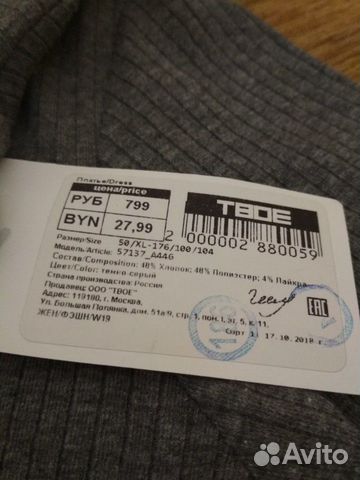 Платье/Dress
цена/price
РУБ 799
BYN 27,99
ТВОЕ
2 000002 880059
Размер/Size 50/XL-176/100/104
Модель/Article: 57137_A446
Состав/Composition: 48% Хлопок; 48% Полиэстер; 4% Лайкра
Цвет/Color: темно-серый
Страна производства: Россия
Продавец: ООО "ТВОЕ"
Адрес: 119180, г. Москва,
Ул. Большая Полянка, дом. 51а/9, стр. 1, пом. I, эт. 5, к. 11.
ЖЕН/ФЭШН/W19
Сорт 1
17.10.2018 г.
EAC
Avito